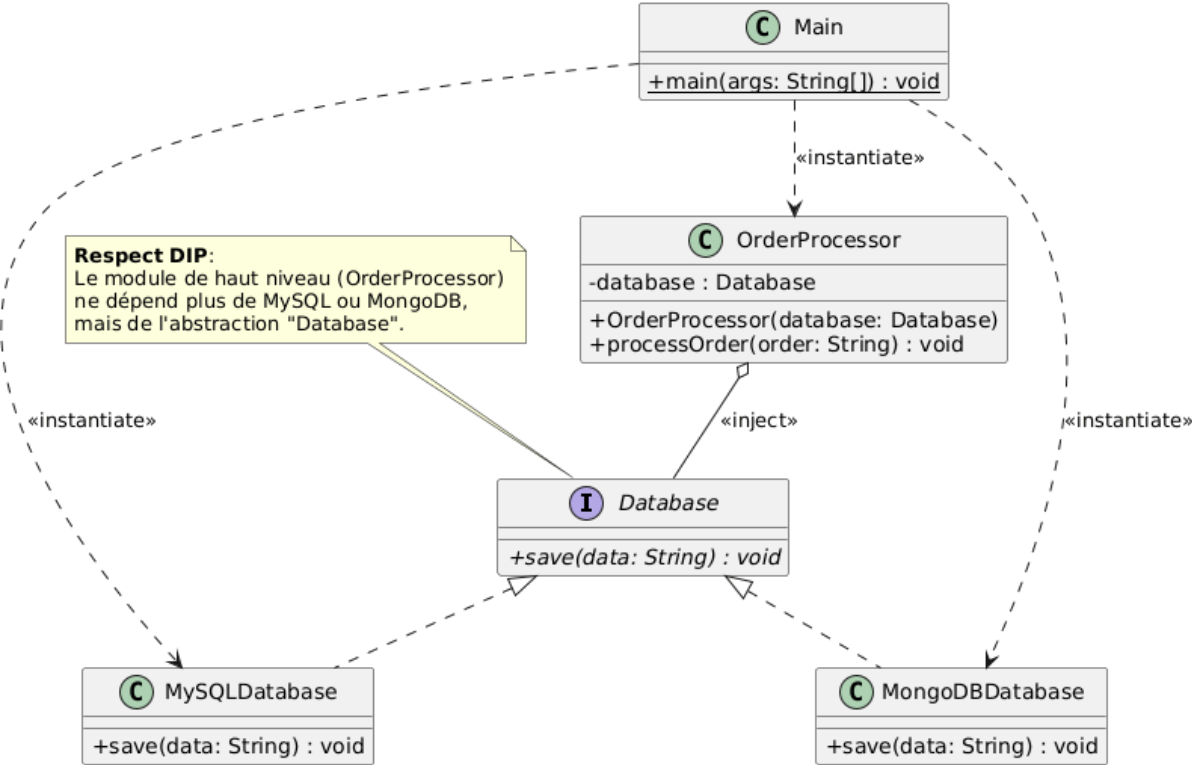 C Main
+main(args: String[]) : void
«instantiate»
C OrderProcessor
-database : Database
+OrderProcessor(database: Database)
+processOrder(order: String) : void
Respect DIP:
Le module de haut niveau (OrderProcessor)
ne dépend plus de MySQL ou MongoDB,
mais de l'abstraction "Database".
«instantiate»
«inject»
«instantiate»
I Database
+save(data: String) : void
C MySQLDatabase
+save(data: String) : void
C MongoDBDatabase
+save(data: String) : void